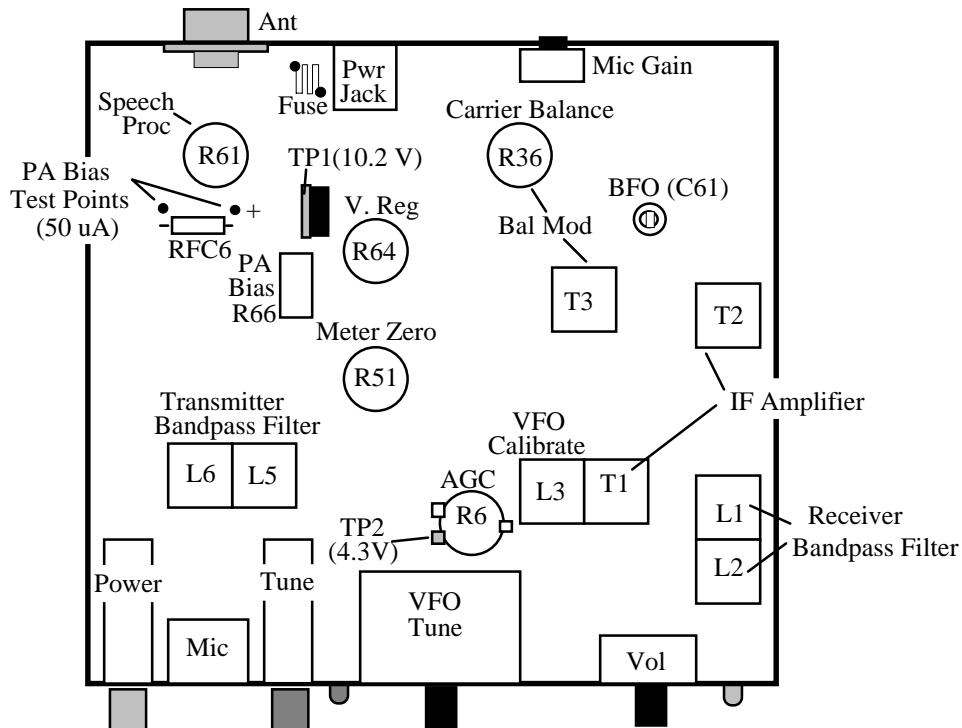 Ant
Pwr
Jack
Mic Gain
Fuse
Speech
Proc
Carrier Balance
R61
TP1(10.2 V)
R36
PA Bias
Test Points
(50 uA)
+
BFO (C61)
V. Reg
Bal Mod
RFC6
R64
PA
Bias
R66
T3
T2
Meter Zero
R51
IF Amplifier
Transmitter
Bandpass Filter
VFO
Calibrate
L6
L5
AGC
L3
T1
R6
TP2
(4.3V)
L1
Receiver
Bandpass Filter
L2
Power
Tune
VFO
Tune
Mic
Vol